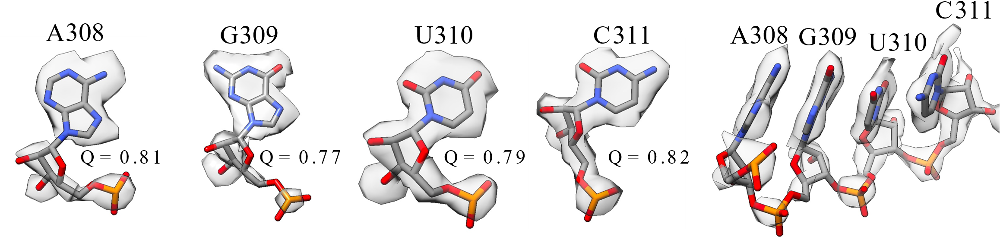 A308
Q = 0.81
G309
Q = 0.77
U310
Q = 0.79
C311
Q = 0.82
A308
G309
U310
C311